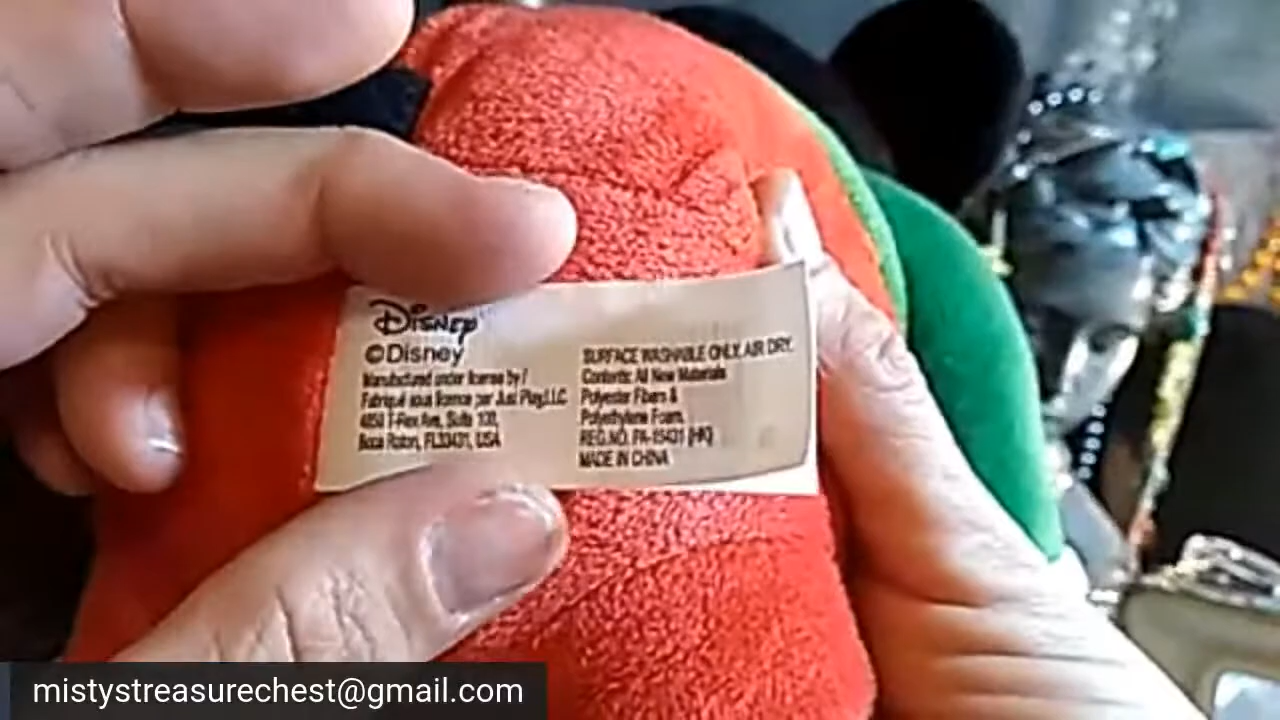 Disney
©Disney
Manufactured under license by /
Fabriqué sous licence par Just Play, LLC
4850 T-Rex Ave, Suite 100,
Boca Raton, FL33431, USA
SURFACE WASHABLE ONLY. AIR DRY.
Contents: All New Materials
Polyester Fibers &
Polyethylene Foam.
REG.NO. PA-15431 (HK)
MADE IN CHINA
mistystreasurechest@gmail.com